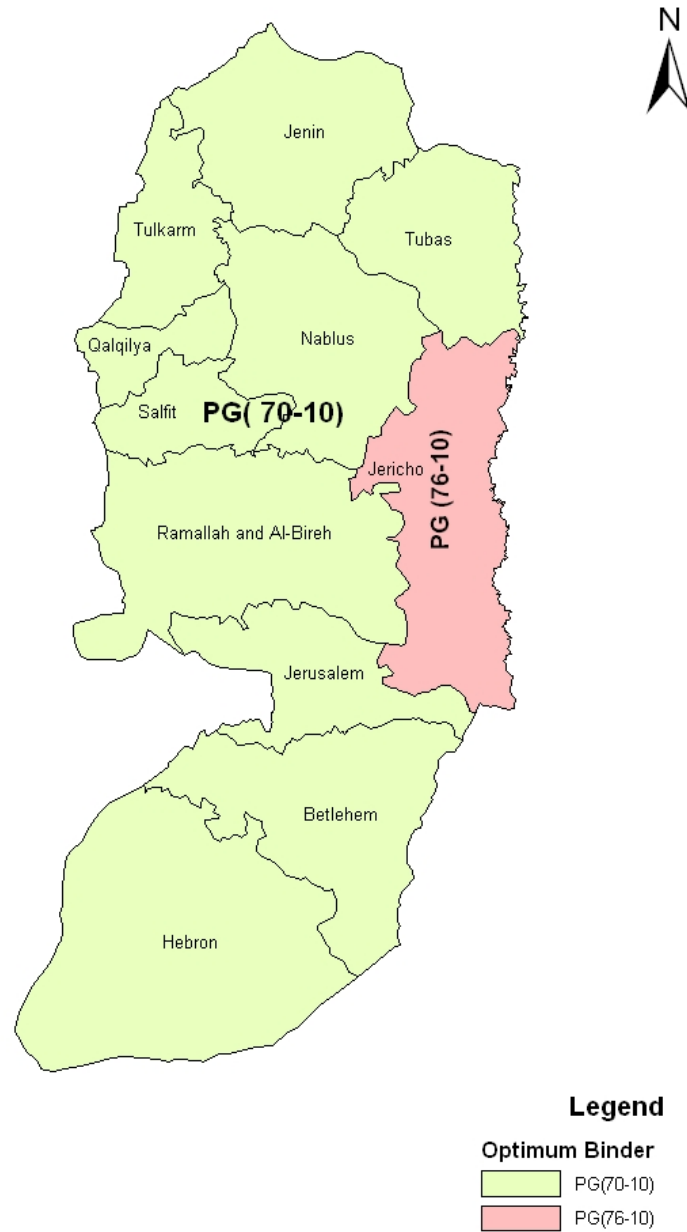 N
Jenin
Tulkarm
Tubas
Qalqilya
Nablus
Salfit
PG( 70-10)
Jericho
PG (76-10)
Ramallah and Al-Bireh
Jerusalem
Betlehem
Hebron
Legend
Optimum Binder
PG(70-10)
PG(76-10)